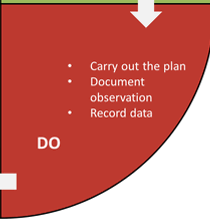 • Carry out the plan
• Document
observation
• Record data
DO